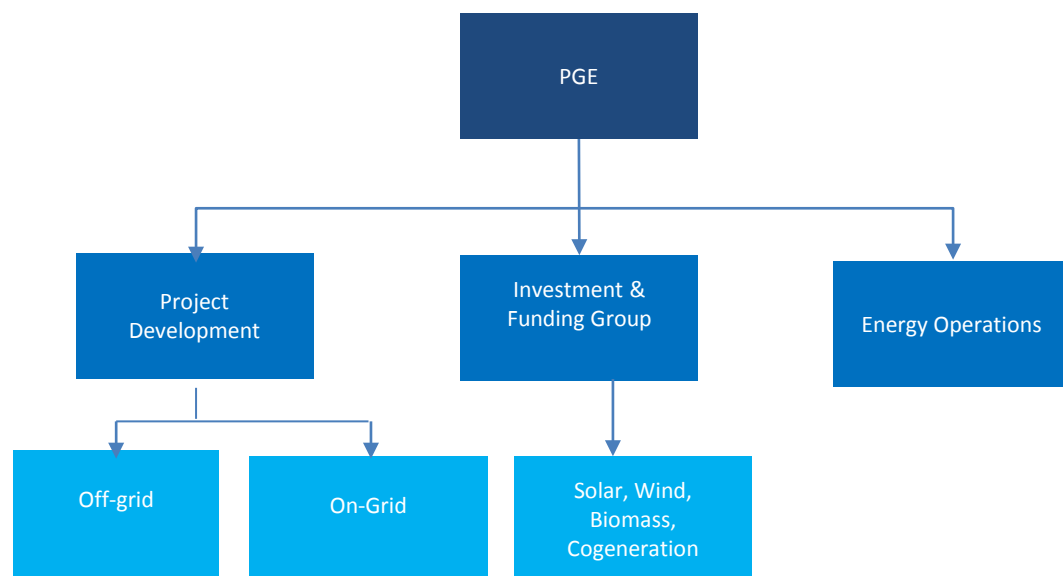 PGE
Project
Development
Investment &
Funding Group
Energy Operations
Off-grid
On-Grid
Solar, Wind,
Biomass,
Cogeneration